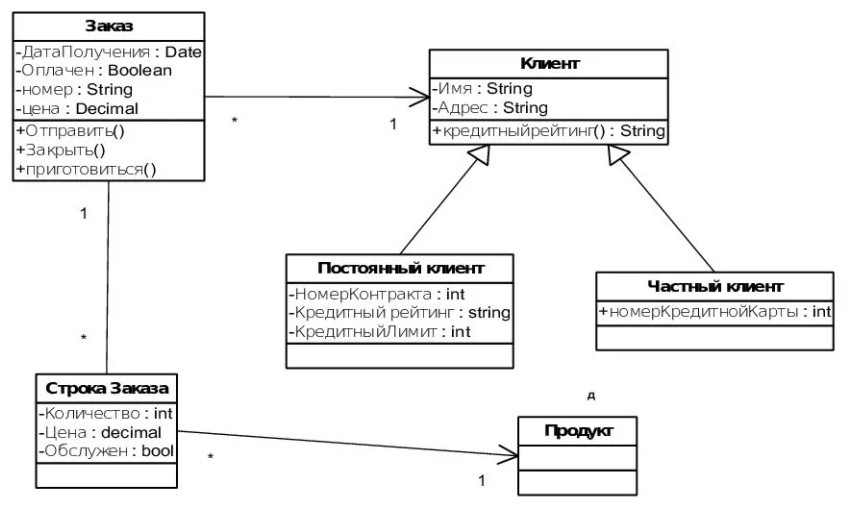 Заказ
-ДатаПолучения : Date
-Оплачен : Boolean
-номер : String
-цена : Decimal
+Отправить()
+Закрыть()
+приготовиться()
Клиент
-Имя : String
-Адрес : String
+кредитныйрейтинг() : String
*
1
1
*
Постоянный клиент
-НомерКонтракта : int
-Кредитный рейтинг : string
-КредитныйЛимит : int
Частный клиент
+номерКредитнойКарты : int
д
Строка Заказа
-Количество : int
-Цена : decimal
-Обслужен : bool
*
1
Продукт